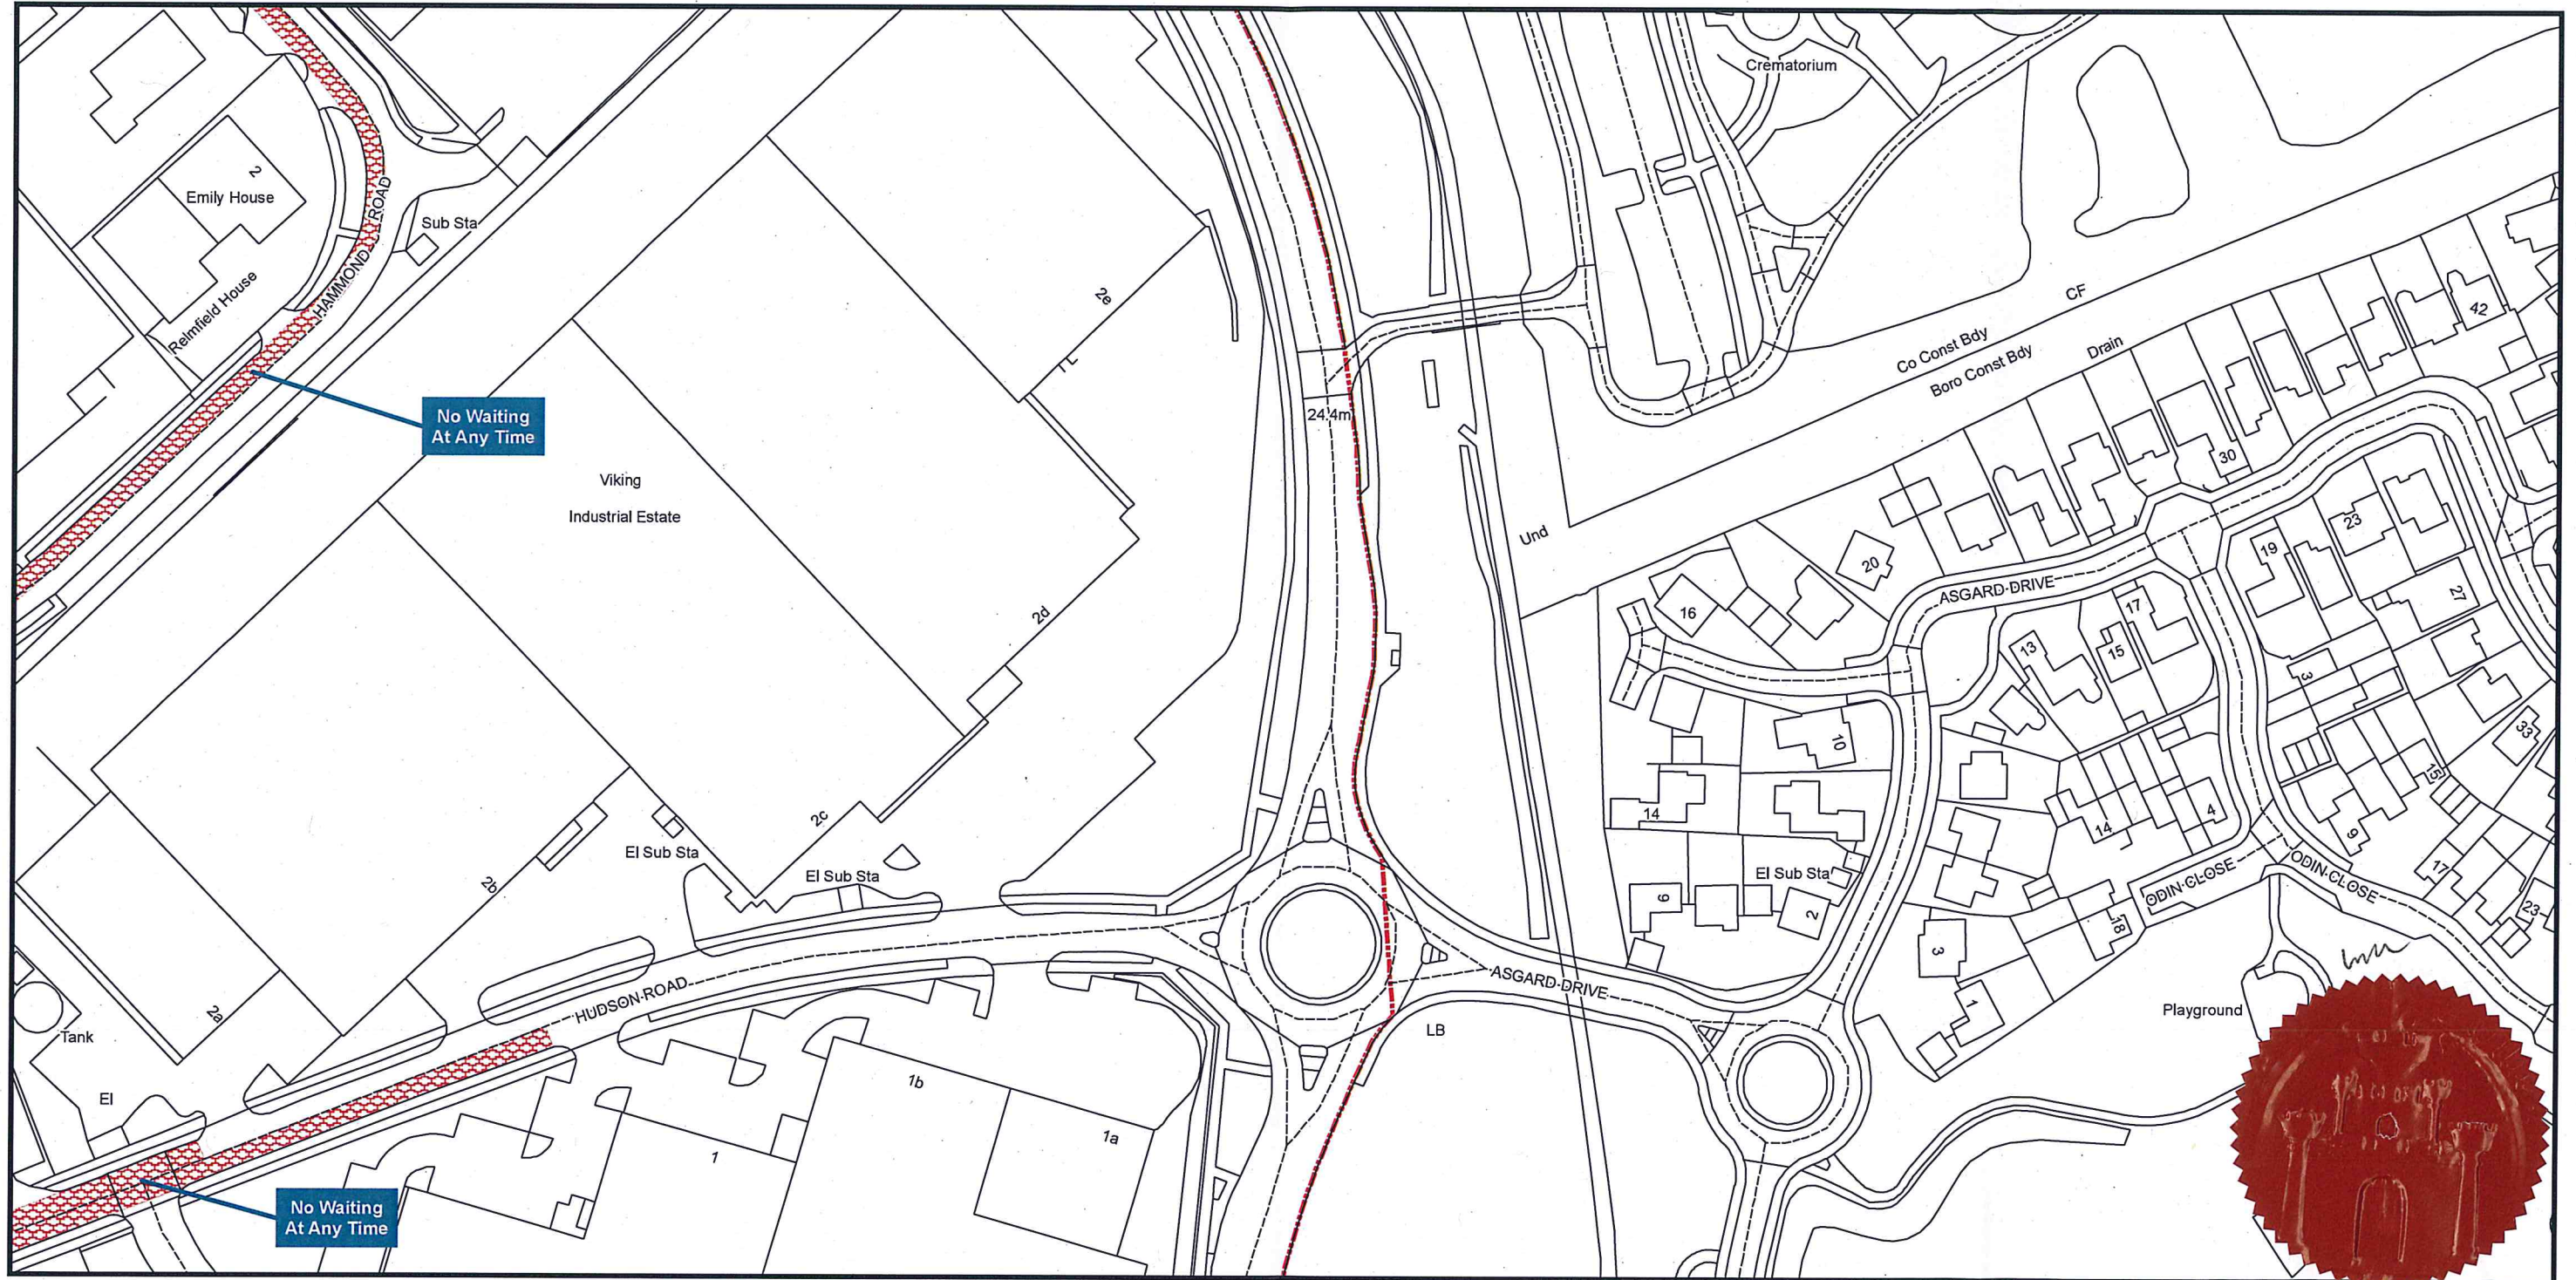 Crematorium
2
Emily House
HAMMOND ROAD
Sub Sta
Relmfield House
2e
TL
CF
Co Const Bdy
Boro Const Bdy
Drain
42
No Waiting
At Any Time
24.4m
30
Viking
Industrial Estate
Und
23
19
20
ASGARD DRIVE
27
16
17
13
15
2d
3
10
33
15
14
4
14
9
2c
El Sub Sta
El Sub Sta
2b
El Sub Sta
ODIN CLOSE
ODIN CLOSE
17
9
2
18
23
3
HUDSON ROAD
ASGARD DRIVE
2a
1
Playground
Tank
LB
El
1b
1a
1
No Waiting
At Any Time